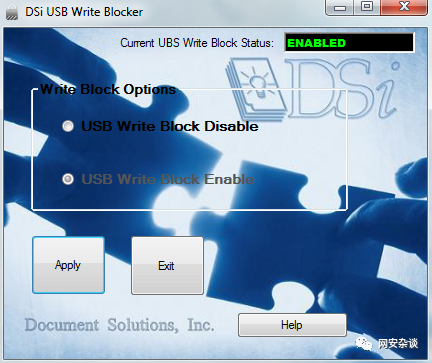 DSi USB Write Blocker
Current UBS Write Block Status: ENABLED
DSi
Write Block Options
USB Write Block Disable
USB Write Block Enable
Apply
Exit
Document Solutions, Inc.
Help
网安杂谈